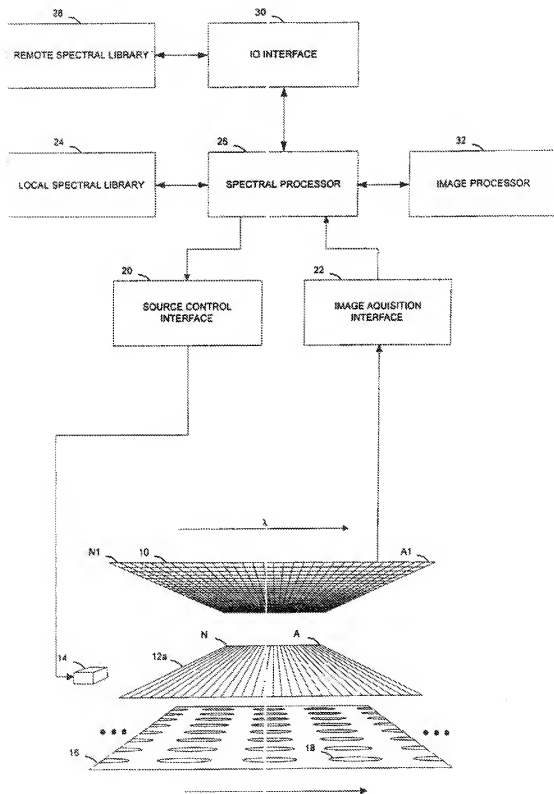 28
30
REMOTE SPECTRAL LIBRARY
IO INTERFACE
24
26
32
LOCAL SPECTRAL LIBRARY
SPECTRAL PROCESSOR
IMAGE PROCESSOR
20
22
SOURCE CONTROL
INTERFACE
IMAGE AQUISITION
INTERFACE
λ
N1
10
A1
N
A
14
12a
16
18